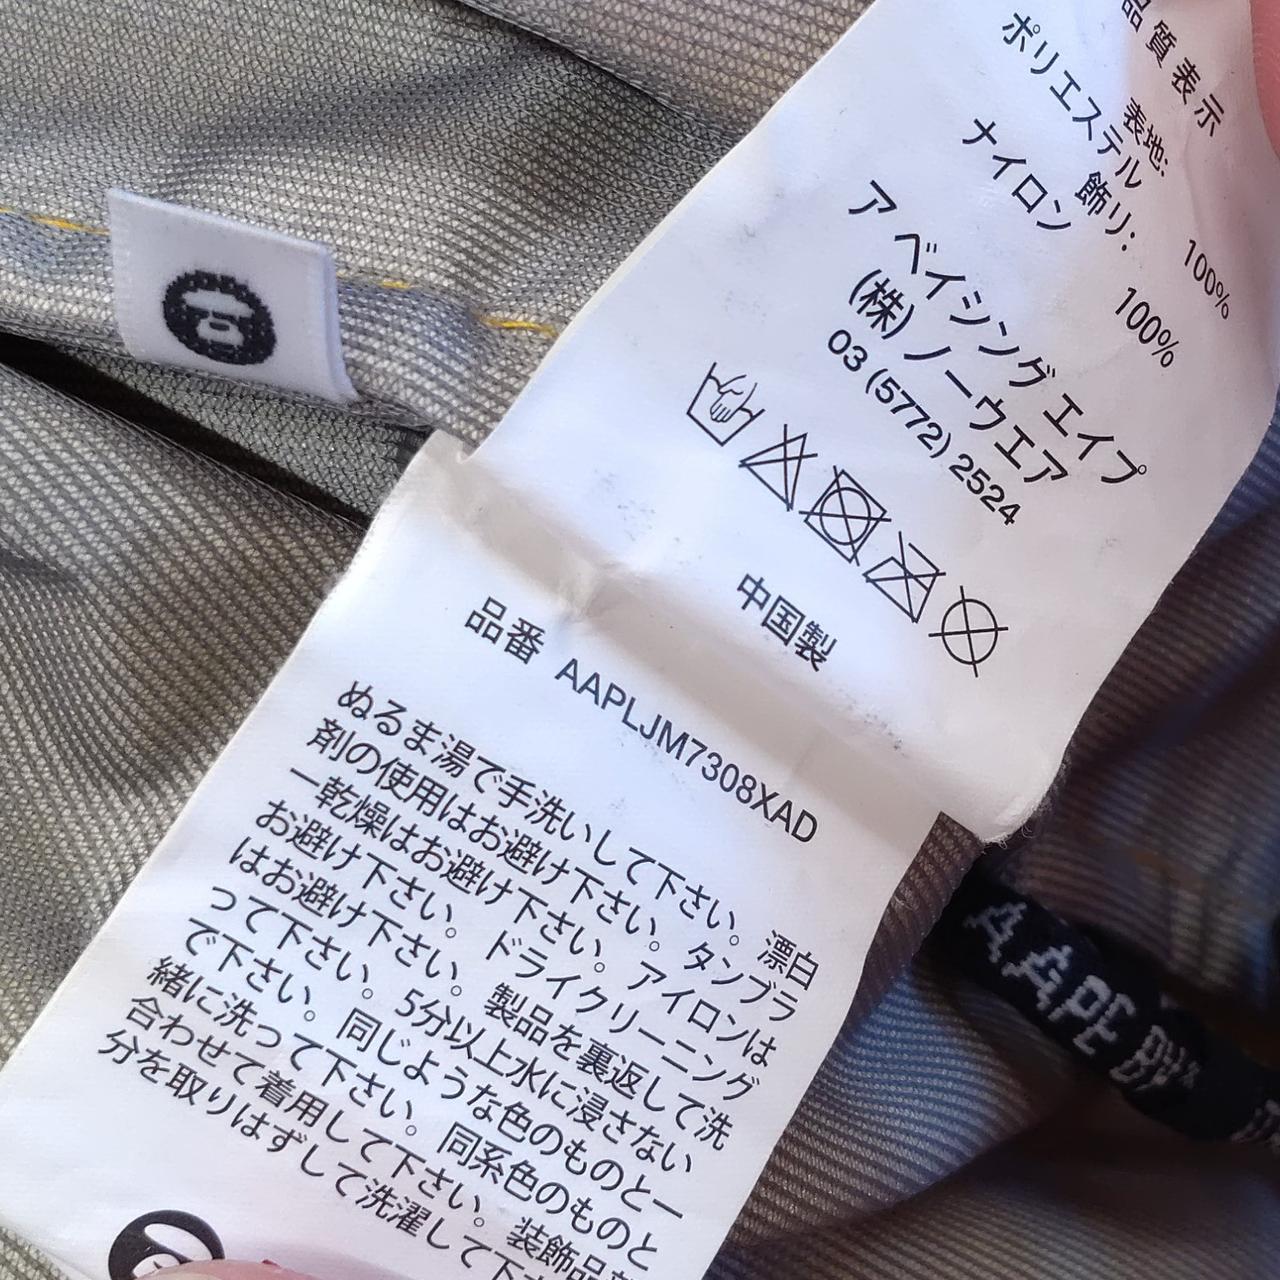 品質表示
表地:
ポリエステル 100%
飾り:
ナイロン 100%
アベイシングエイプ
(株)ノーウエア
03 (5772) 2524
中国製
品番 AAPLJM7308XAD
ぬるま湯で手洗いして下さい。漂白
剤の使用はお避け下さい。タンブラ
ー乾燥はお避け下さい。アイロンは
お避け下さい。ドライクリーニング
はお避け下さい。製品を裏返して洗
って下さい。5分以上水に浸さない
で下さい。同じような色のものと一
緒に洗って下さい。同系色のものと
合わせて着用して下さい。装飾品
分を取りはずして洗濯して下
AAPE BY*